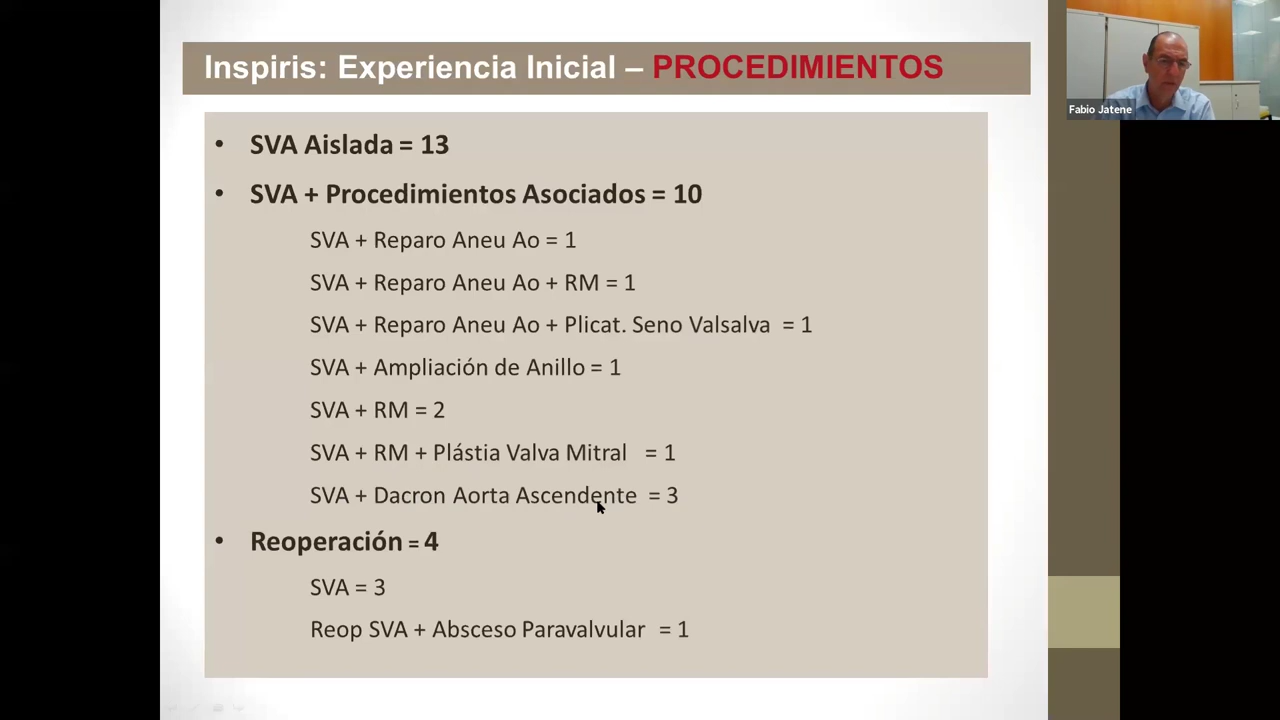 Inspiris: Experiencia Inicial – PROCEDIMIENTOS
Fabio Jatene
• SVA Aislada = 13
• SVA + Procedimientos Asociados = 10
SVA + Reparo Aneu Ao = 1
SVA + Reparo Aneu Ao + RM = 1
SVA + Reparo Aneu Ao + Plicat. Seno Valsalva = 1
SVA + Ampliación de Anillo = 1
SVA + RM = 2
SVA + RM + Plástia Valva Mitral = 1
SVA + Dacron Aorta Ascendente = 3
• Reoperación = 4
SVA = 3
Reop SVA + Absceso Paravalvular = 1